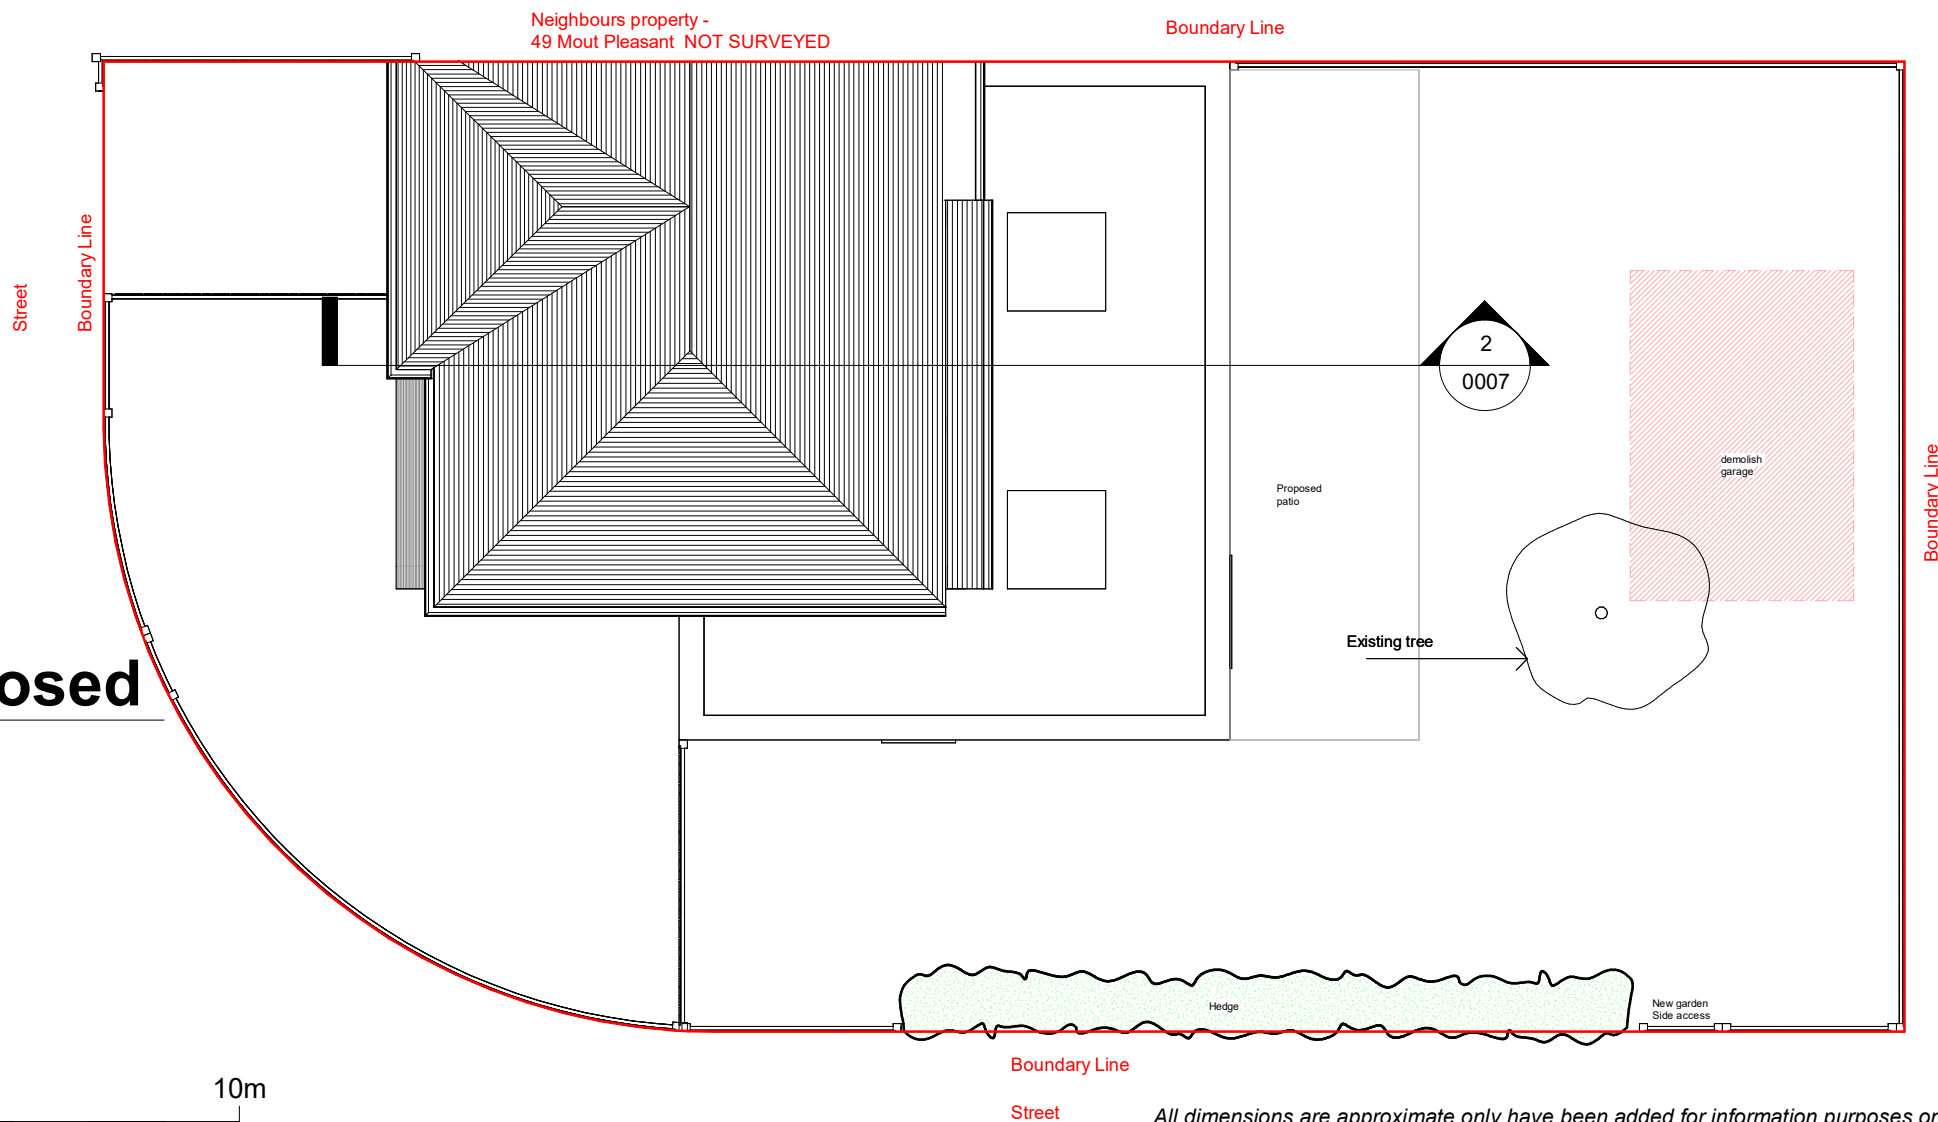 Neighbours property -
49 Mout Pleasant NOT SURVEYED
Boundary Line
Street
Boundary Line
2
0007
demolish
garage
Boundary Line
Proposed
patio
Existing tree
osed
Hedge
New garden
Side access
Boundary Line
10m
Street
All dimensions are approximate only have been added for information purposes or